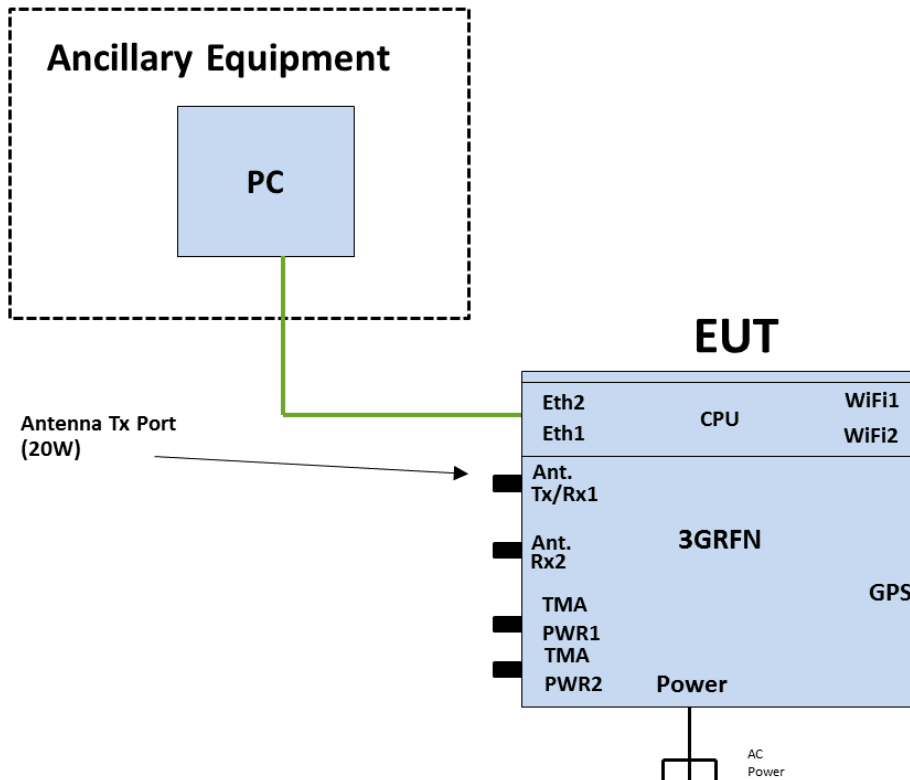 Ancillary Equipment
PC
EUT
Eth2
Eth1
CPU
WiFi1
WiFi2
Antenna Tx Port
(20W)
Ant.
Tx/Rx1
Ant.
Rx2
3GRFN
GPS
TMA
PWR1
TMA
PWR2
Power
AC
Power